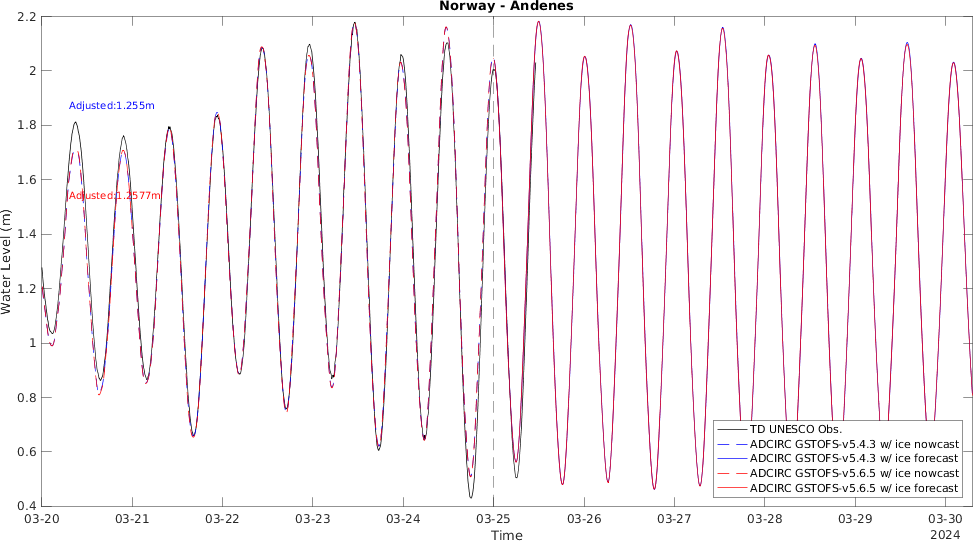 Norway - Andenes
2.2
2
1.8
1.6
1.4
1.2
1
0.8
0.6
0.4
Water Level (m)
Adjusted:1.255m
Adjusted:1.2577m
TD UNESCO Obs.
ADCIRC GSTOFS-v5.4.3 w/ ice nowcast
ADCIRC GSTOFS-v5.4.3 w/ ice forecast
ADCIRC GSTOFS-v5.6.5 w/ ice nowcast
ADCIRC GSTOFS-v5.6.5 w/ ice forecast
03-20 03-21 03-22 03-23 03-24 03-25 03-26 03-27 03-28 03-29 03-30
Time
2024